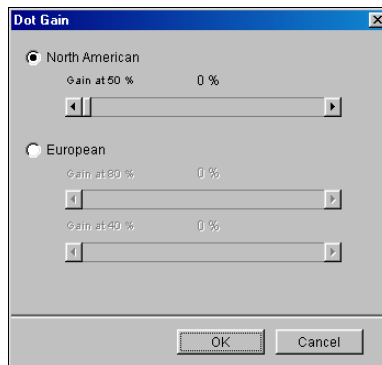 Dot Gain
North American
Gain at 50 % 0 %
European
Gain at 80 % 0 %
Gain at 40 % 0 %
OK Cancel